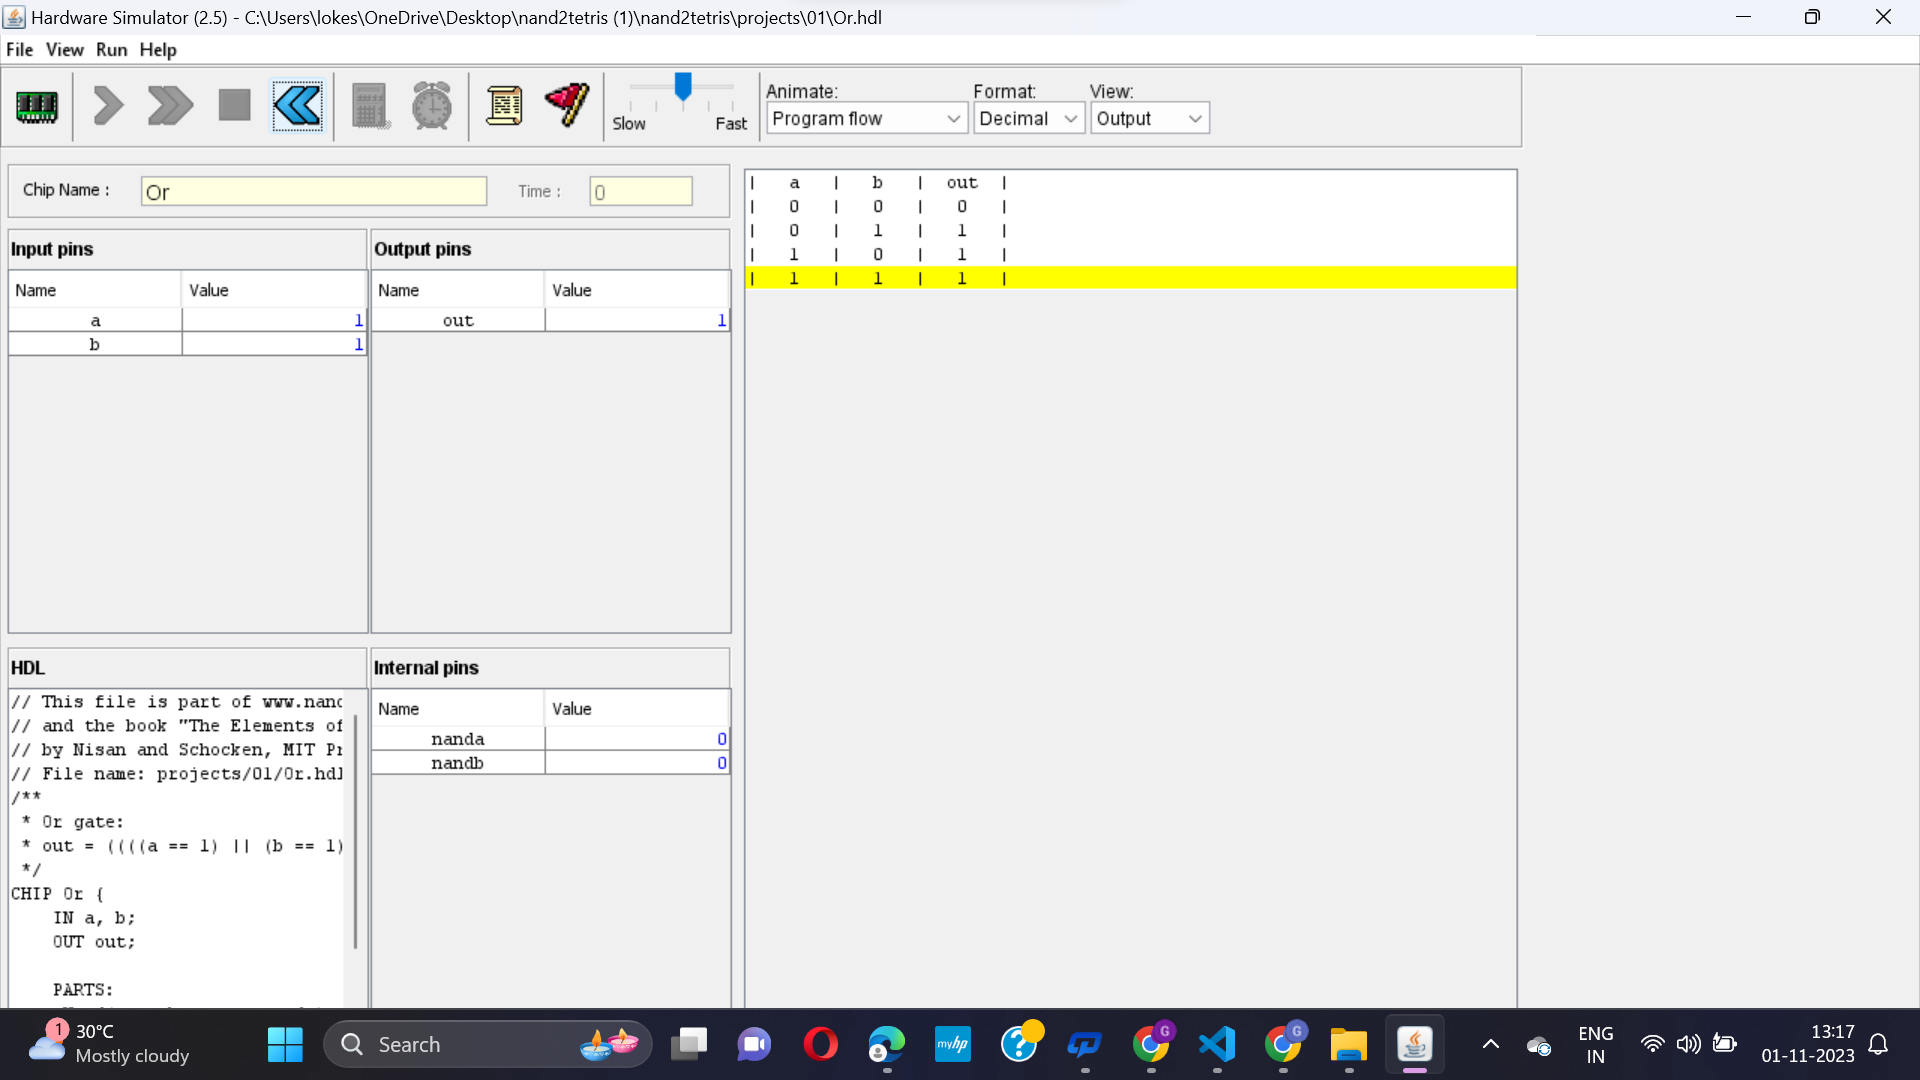 Hardware Simulator (2.5) - C:\Users\lokes\OneDrive\Desktop\nand2tetris (1)\nand2tetris\projects\01\Or.hdl
File View Run Help
Slow Fast
Animate: Format: View:
Program flow Decimal Output
Chip Name : Or Time : 0
Input pins
Name Value
a 1
b 1
Output pins
Name Value
out 1
| a | b | out |
| 0 | 0 | 0 |
| 0 | 1 | 1 |
| 1 | 0 | 1 |
| 1 | 1 | 1 |
HDL
// This file is part of www.nand
// and the book "The Elements of
// by Nisan and Schocken, MIT Pr
// File name: projects/01/Or.hdl
/**
* Or gate:
* out = ((((a == 1) || (b == 1)
*/
CHIP Or {
IN a, b;
OUT out;
PARTS:
Internal pins
Name Value
nanda 0
nandb 0
1
30°C
Mostly cloudy
Search
myhp
G
G
ENG
IN
13:17
01-11-2023